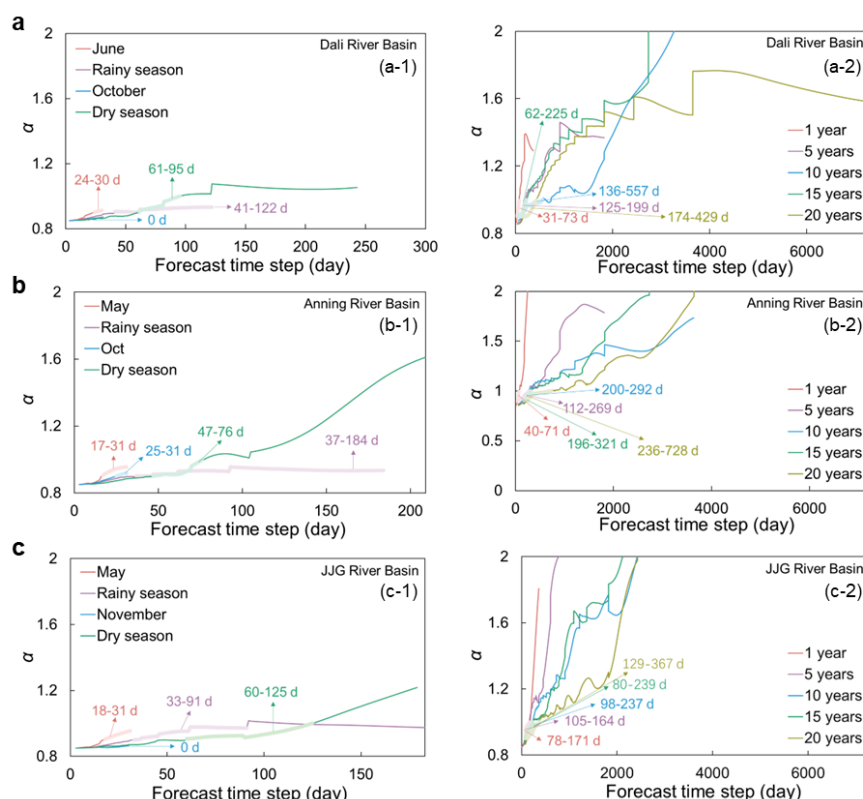 a
2
1.6
1.2
0.8
α
June
Rainy season
October
Dry season
Dali River Basin
(a-1)
24-30 d
61-95 d
0 d
41-122 d
0 50 100 150 200 250 300
Forecast time step (day)
2
1.6
1.2
0.8
Dali River Basin
(a-2)
62-225 d
136-557 d
125-199 d
31-73 d
174-429 d
1 year
5 years
10 years
15 years
20 years
0 2000 4000 6000
Forecast time step (day)
b
2
1.6
1.2
0.8
α
May
Rainy season
Oct
Dry season
Anning River Basin
(b-1)
17-31 d
25-31 d
47-76 d
37-184 d
0 50 100 150 200
Forecast time step (day)
2
1.5
1
0.5
0
Anning River Basin
(b-2)
200-292 d
112-269 d
40-71 d
196-321 d
236-728 d
1 year
5 years
10 years
15 years
20 years
0 2000 4000 6000
Forecast time step (day)
c
2
1.6
1.2
0.8
α
May
Rainy season
November
Dry season
JJG River Basin
(c-1)
18-31 d
33-91 d
60-125 d
0 d
0 50 100 150
Forecast time step (day)
2
1.6
1.2
0.8
JJG River Basin
(c-2)
129-367 d
80-239 d
98-237 d
105-164 d
78-171 d
1 year
5 years
10 years
15 years
20 years
0 2000 4000 6000
Forecast time step (day)